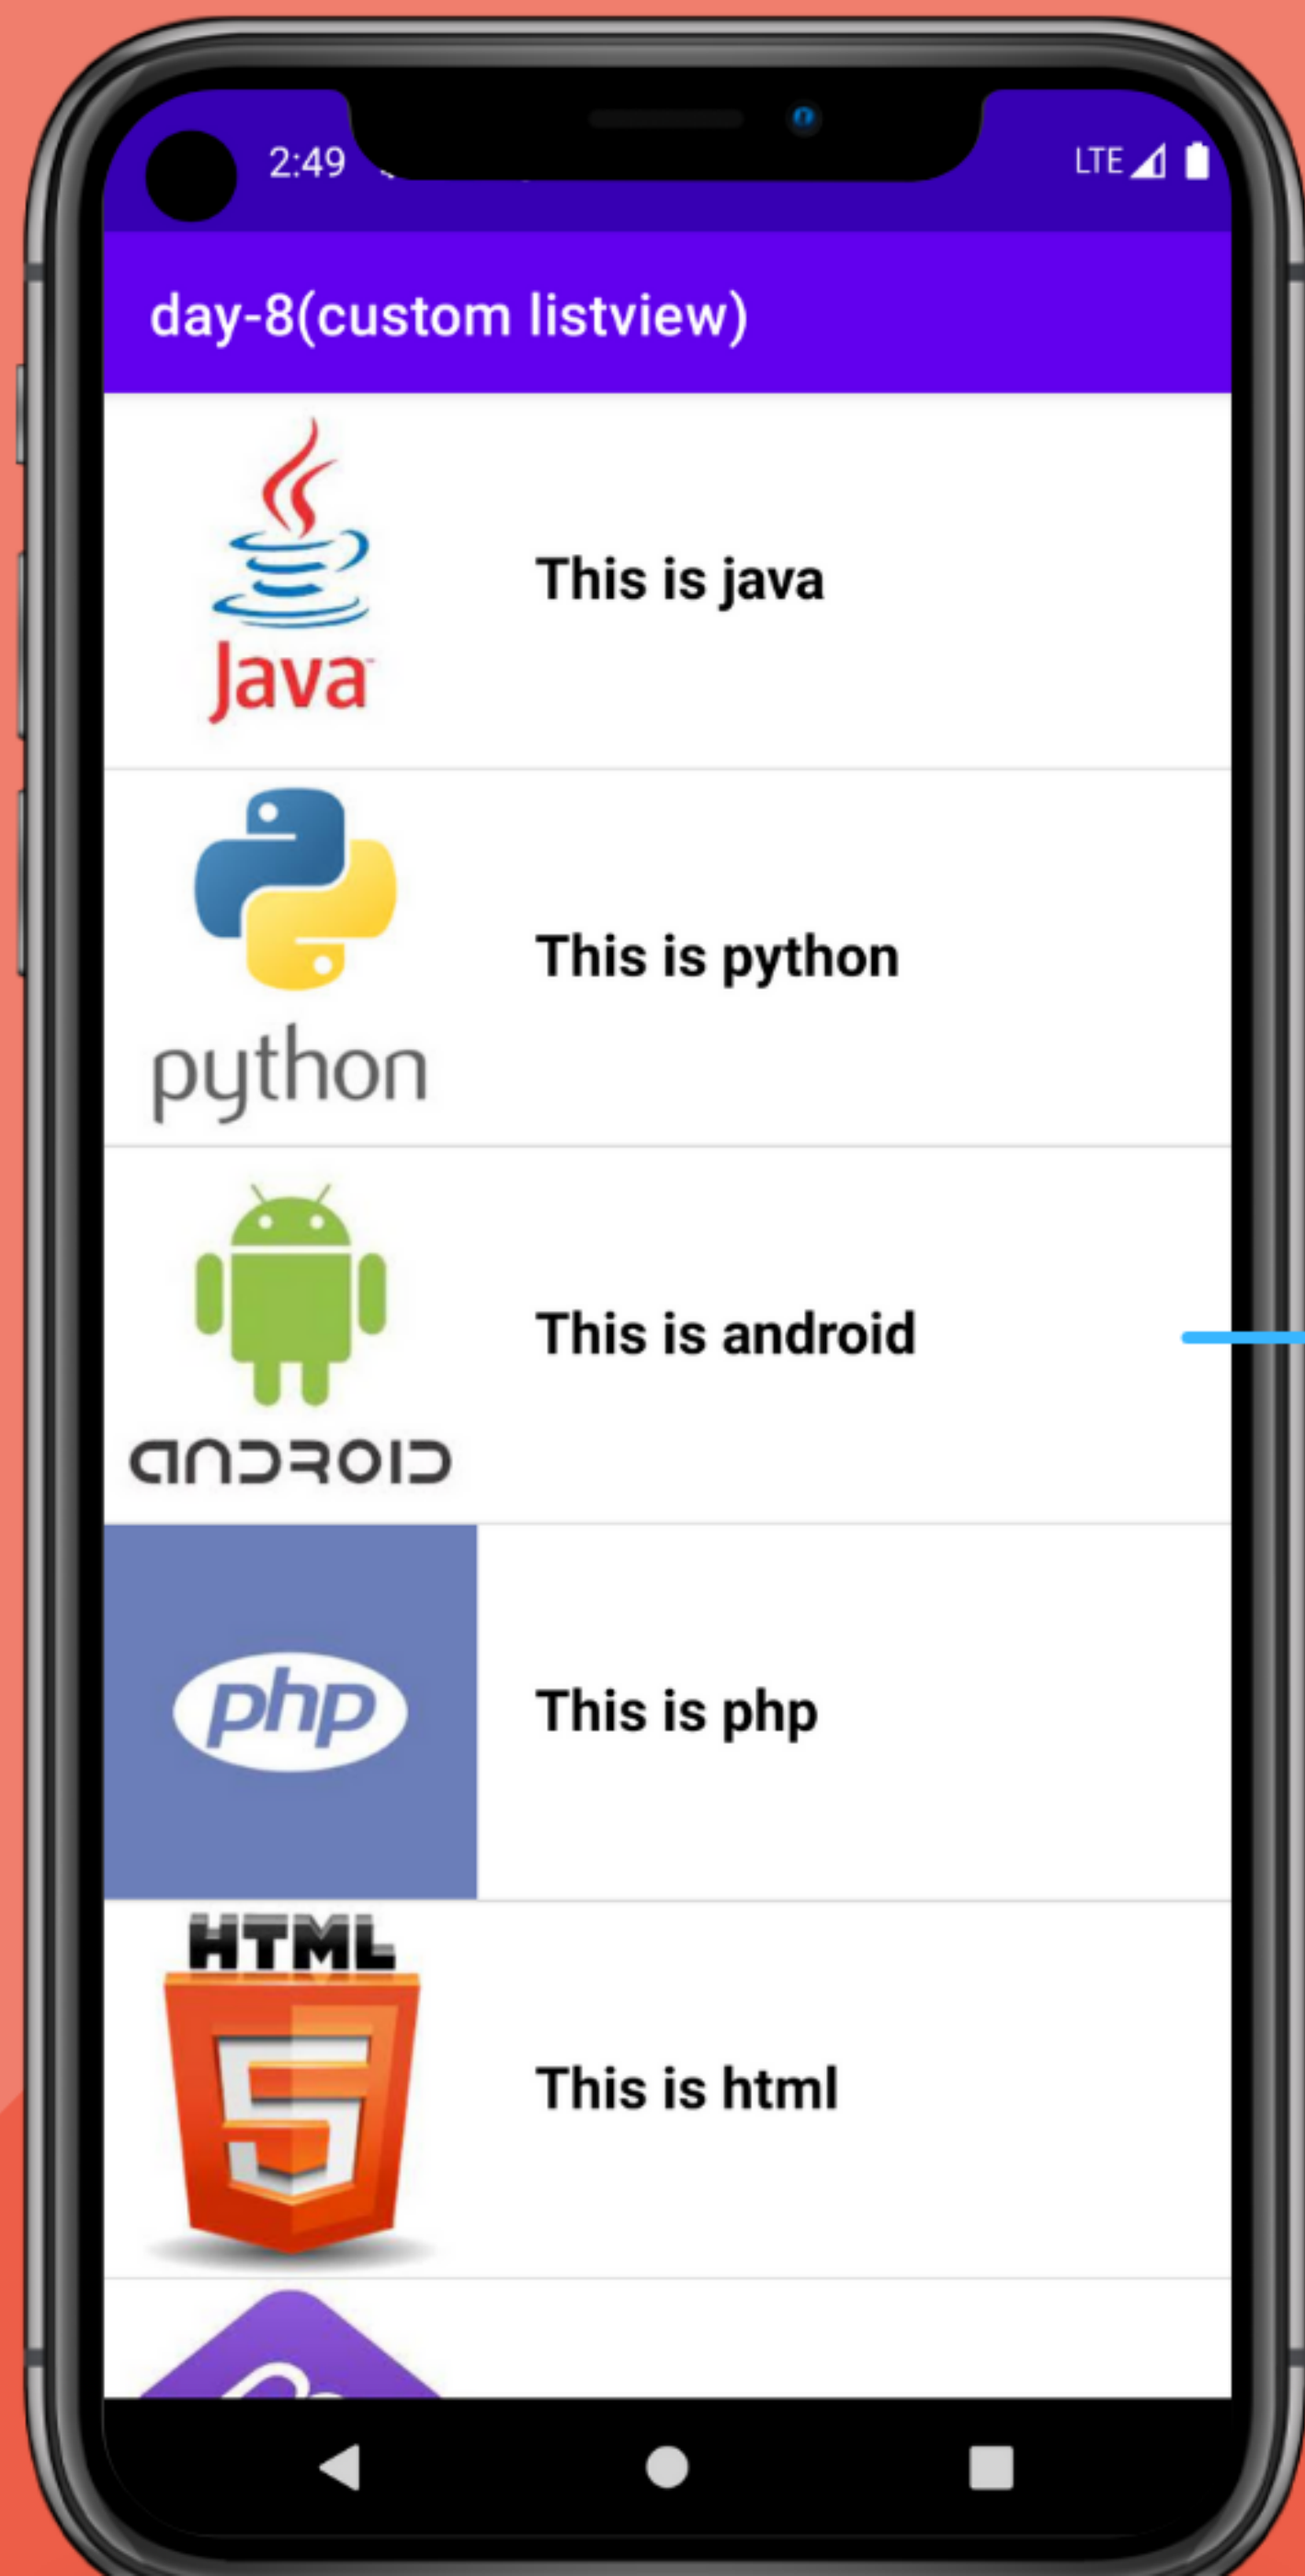 2:49
LTE
day-8(custom listview)
Java
This is java
python
This is python
This is android
ANDROID
php
This is php
HTML
5
This is html